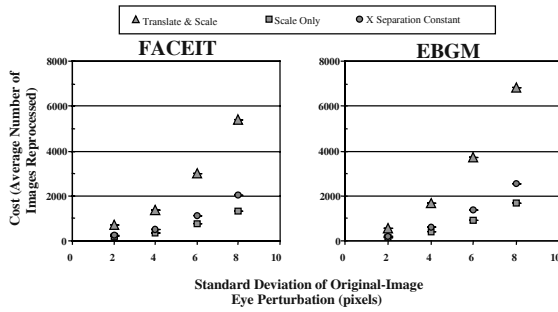 Translate & Scale Scale Only X Separation Constant
FACEIT EBGM
Cost (Average Number of
Images Reprocessed)
8000
6000
4000
2000
0
0 2 4 6 8 10
8000
6000
4000
2000
0
0 2 4 6 8 10
Standard Deviation of Original-Image
Eye Perturbation (pixels)